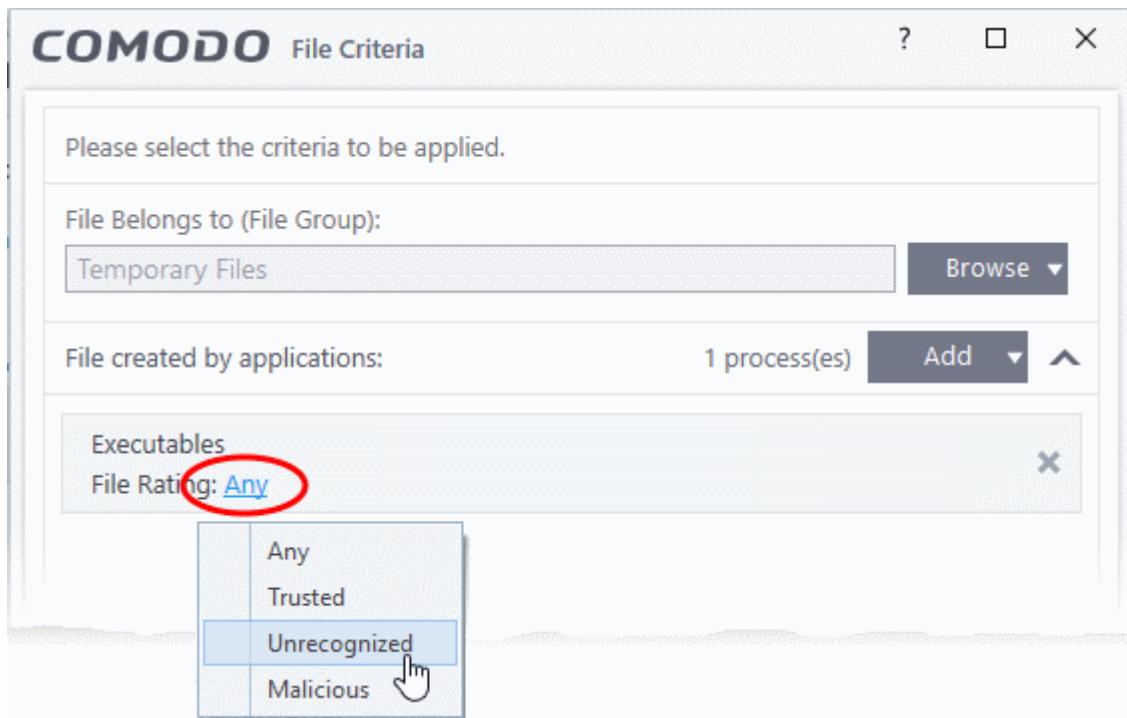 COMODO File Criteria ?
Please select the criteria to be applied.
File Belongs to (File Group):
Temporary Files Browse
File created by applications: 1 process(es) Add
Executables
File Rating: Any
Any
Trusted
Unrecognized
Malicious